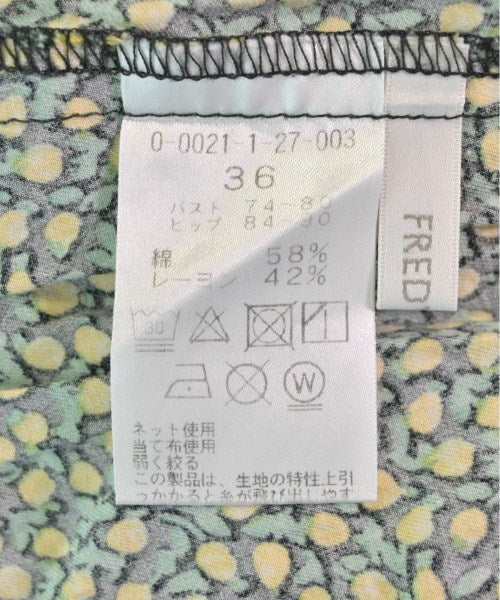 0-0021-1-27-003
36
バスト 74~80
ヒップ 84~90
綿 58%
レーヨン 42%
30
W
ネット使用
当て布使用
弱く絞る
この製品は、生地の特性上引
っかかると糸が飛び出しやす
FRED